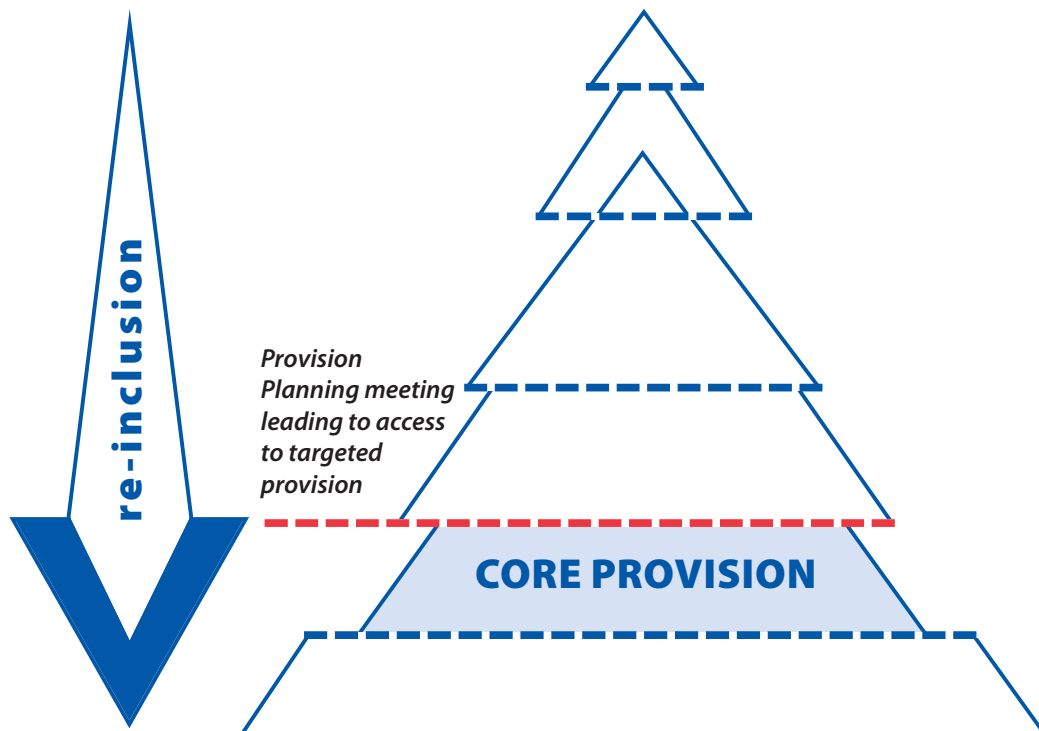 re-inclusion
Provision
Planning meeting
leading to access
to targeted
provision
CORE PROVISION